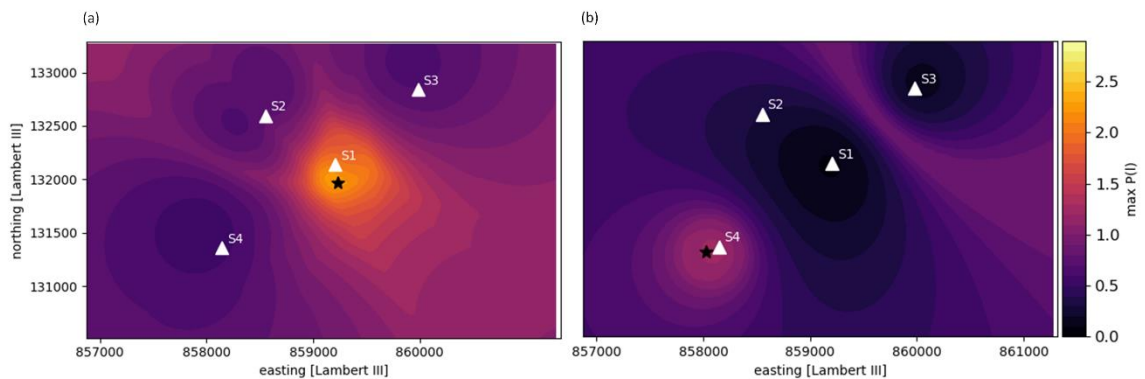 (a)
(b)
133000
132500
132000
131500
131000
northing [Lambert III]
S1
S2
S3
S4
857000
858000
859000
860000
easting [Lambert III]
S1
S2
S3
S4
857000
858000
859000
860000
861000
easting [Lambert III]
2.5
2.0
1.5
1.0
0.5
0.0
max P(l)